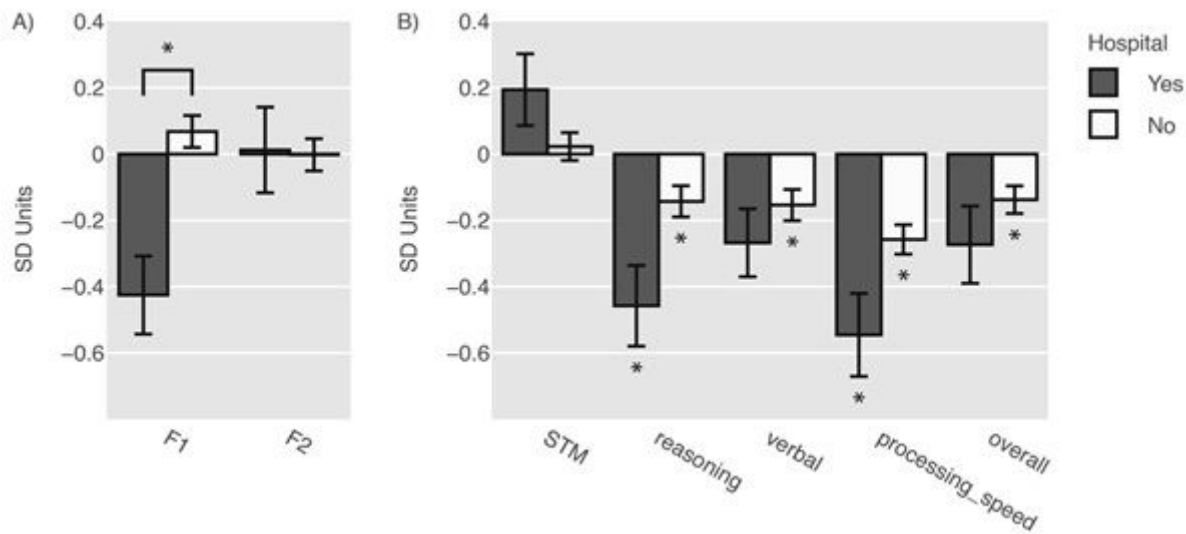 A)
0.4
0.2
0
−0.2
−0.4
−0.6
SD Units
*
F1
F2
B)
0.4
0.2
0
−0.2
−0.4
−0.6
SD Units
*
*
*
*
*
*
STM
reasoning
verbal
processing_speed
overall
Hospital
Yes
No